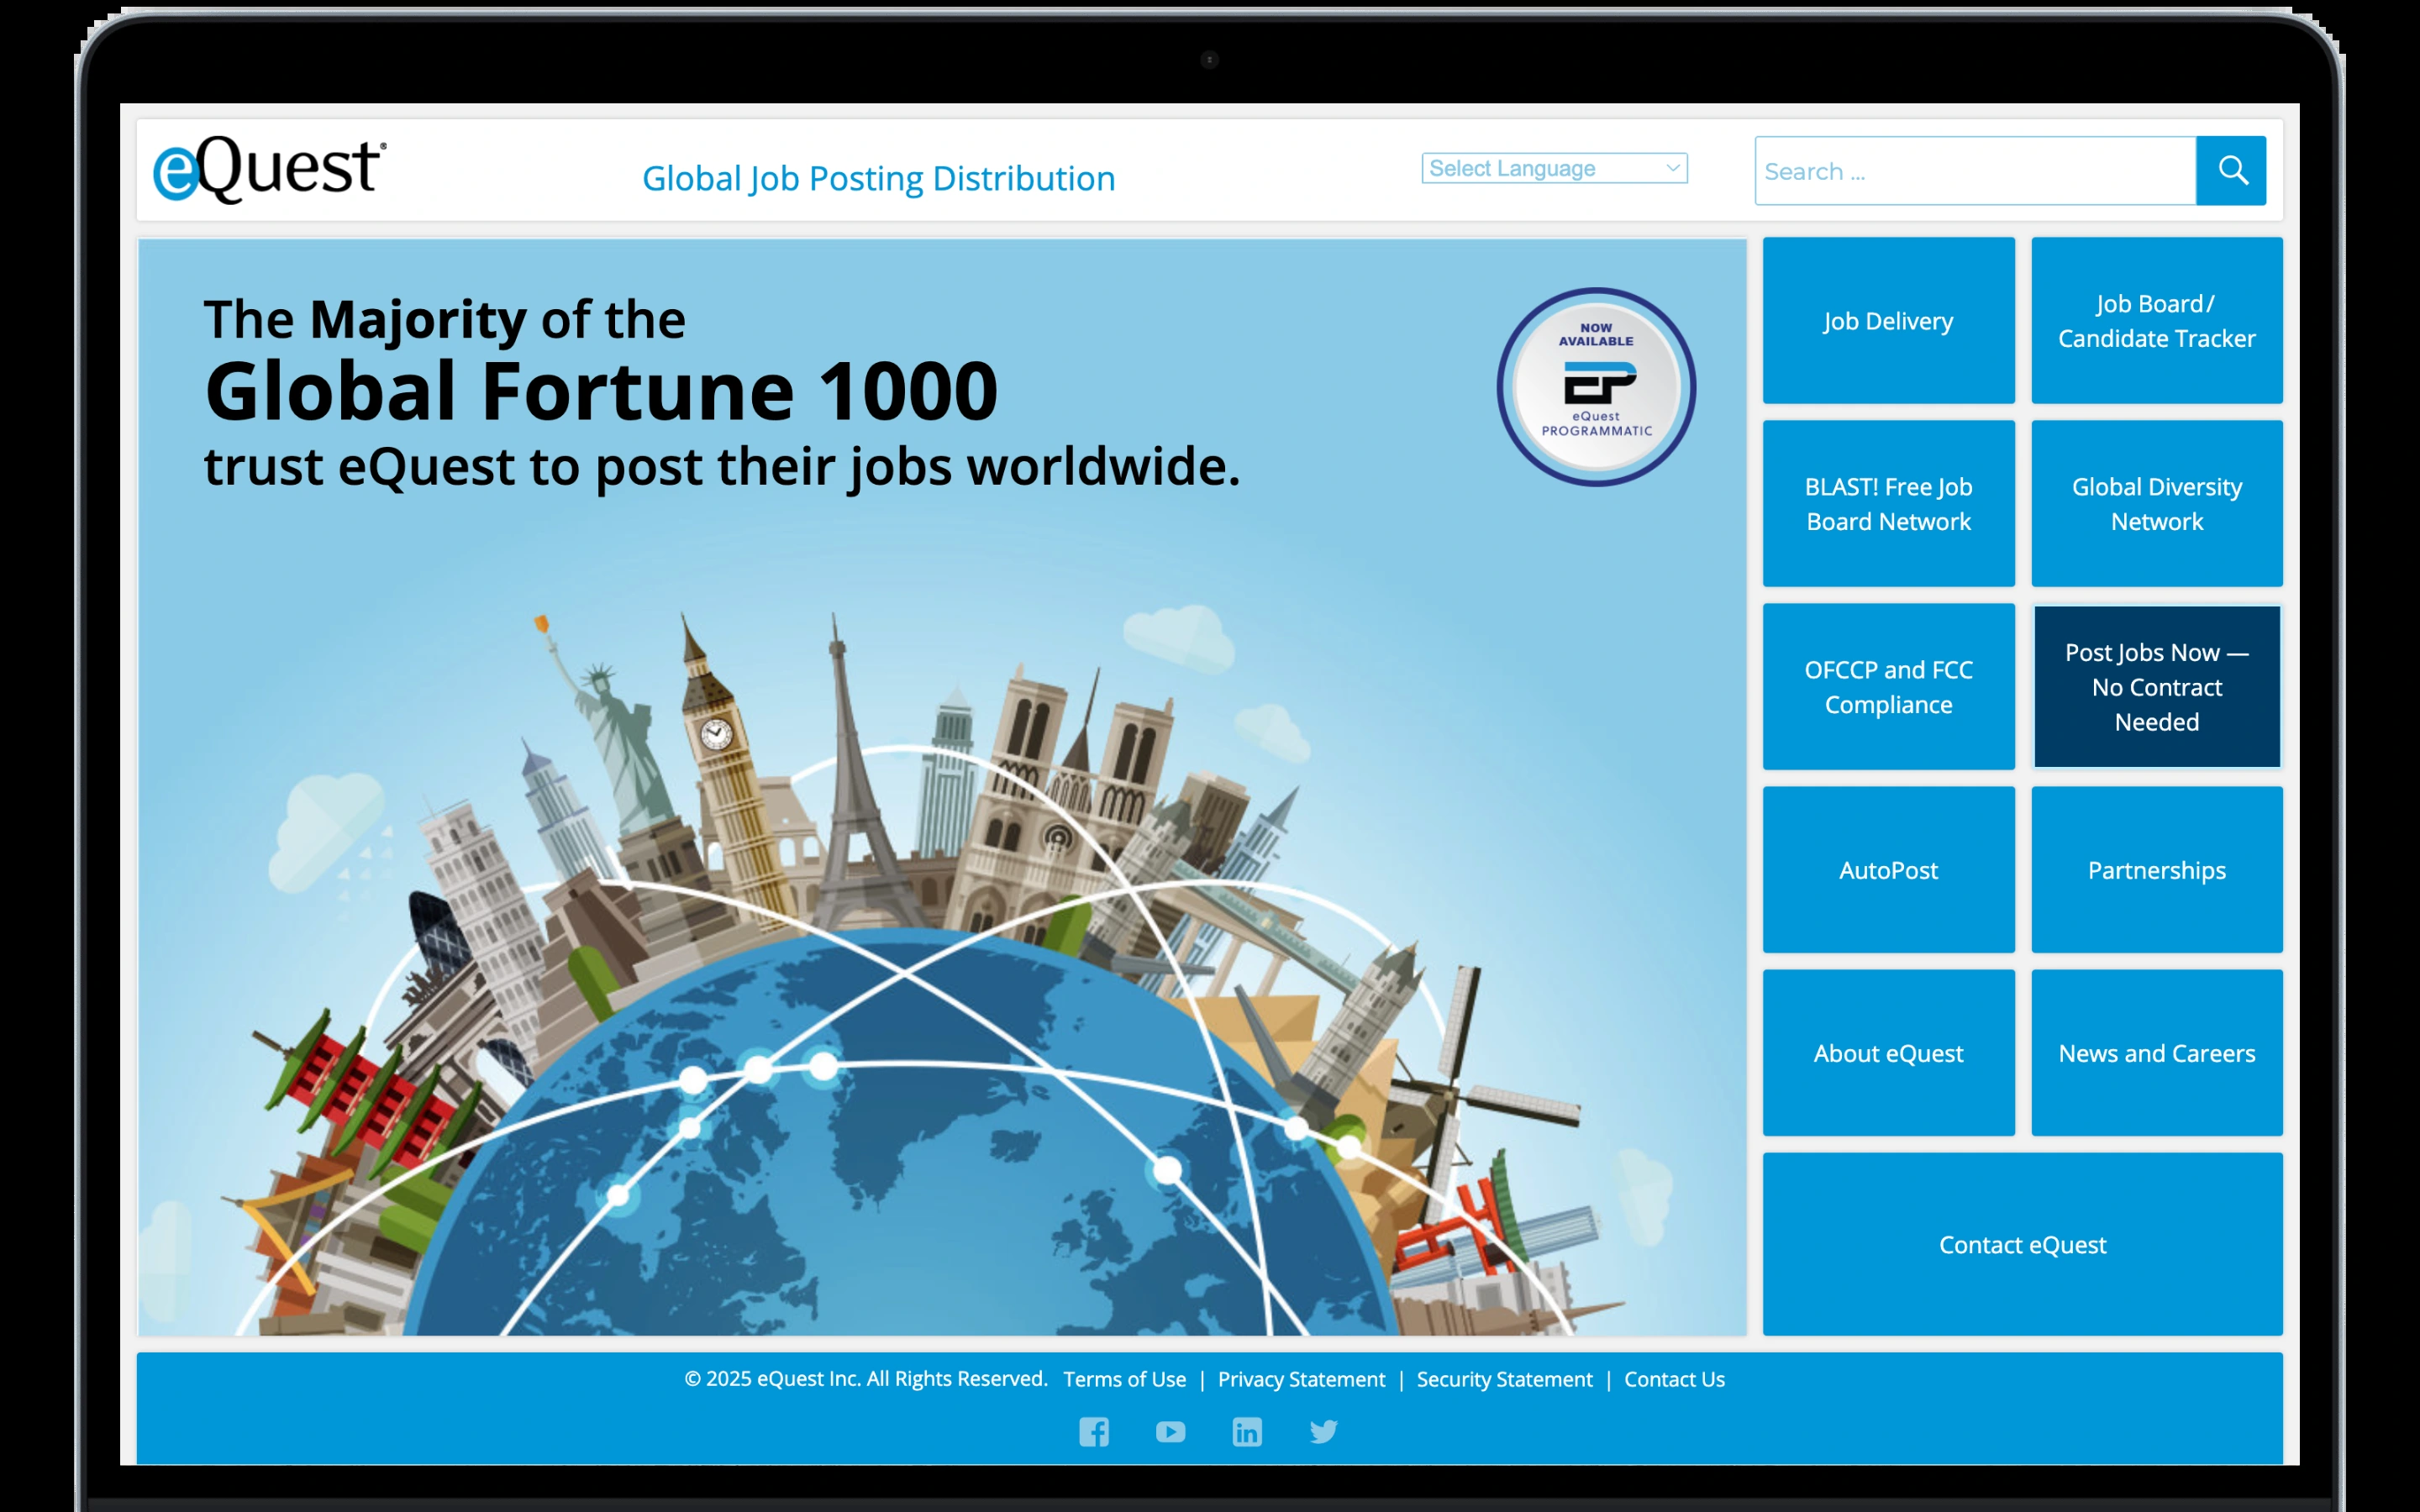 eQuest®
Global Job Posting Distribution
Select Language
Search ...
The Majority of the
Global Fortune 1000
trust eQuest to post their jobs worldwide.
NOW
AVAILABLE
EP
eQuest
PROGRAMMATIC
Job Delivery
Job Board/
Candidate Tracker
BLAST! Free Job
Board Network
Global Diversity
Network
OFCCP and FCC
Compliance
Post Jobs Now —
No Contract
Needed
AutoPost
Partnerships
About eQuest
News and Careers
Contact eQuest
© 2025 eQuest Inc. All Rights Reserved. Terms of Use | Privacy Statement | Security Statement | Contact Us